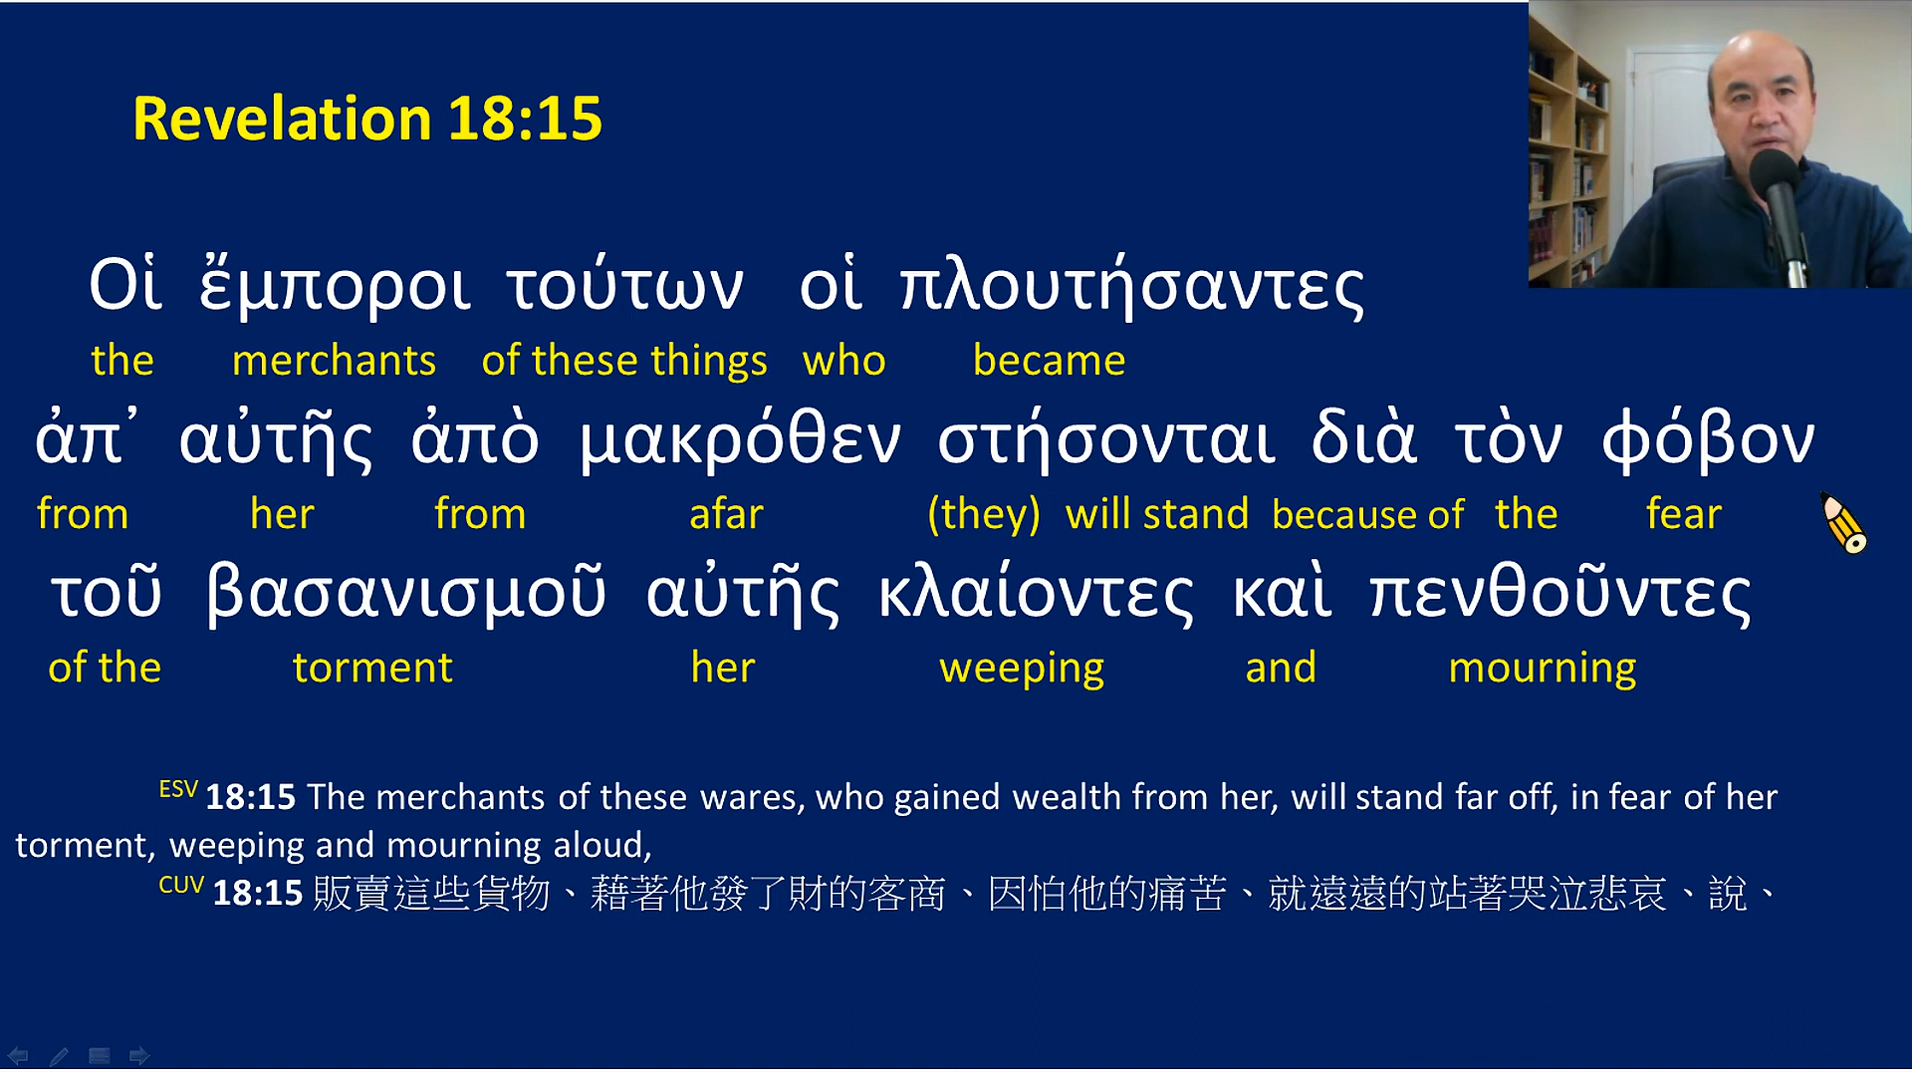 Revelation 18:15
Οἱ ἔμποροι τούτων οἱ πλουτήσαντες
the merchants of these things who became
ἀπ᾽ αὐτῆς ἀπὸ μακρόθεν στήσονται διὰ τὸν φόβον
from her from afar (they) will stand because of the fear
τοῦ βασανισμοῦ αὐτῆς κλαίοντες καὶ πενθοῦντες
of the torment her weeping and mourning
ESV 18:15 The merchants of these wares, who gained wealth from her, will stand far off, in fear of her
torment, weeping and mourning aloud,
CUV 18:15 販賣這些貨物、藉著他發了財的客商、因怕他的痛苦、就遠遠的站著哭泣悲哀、說、